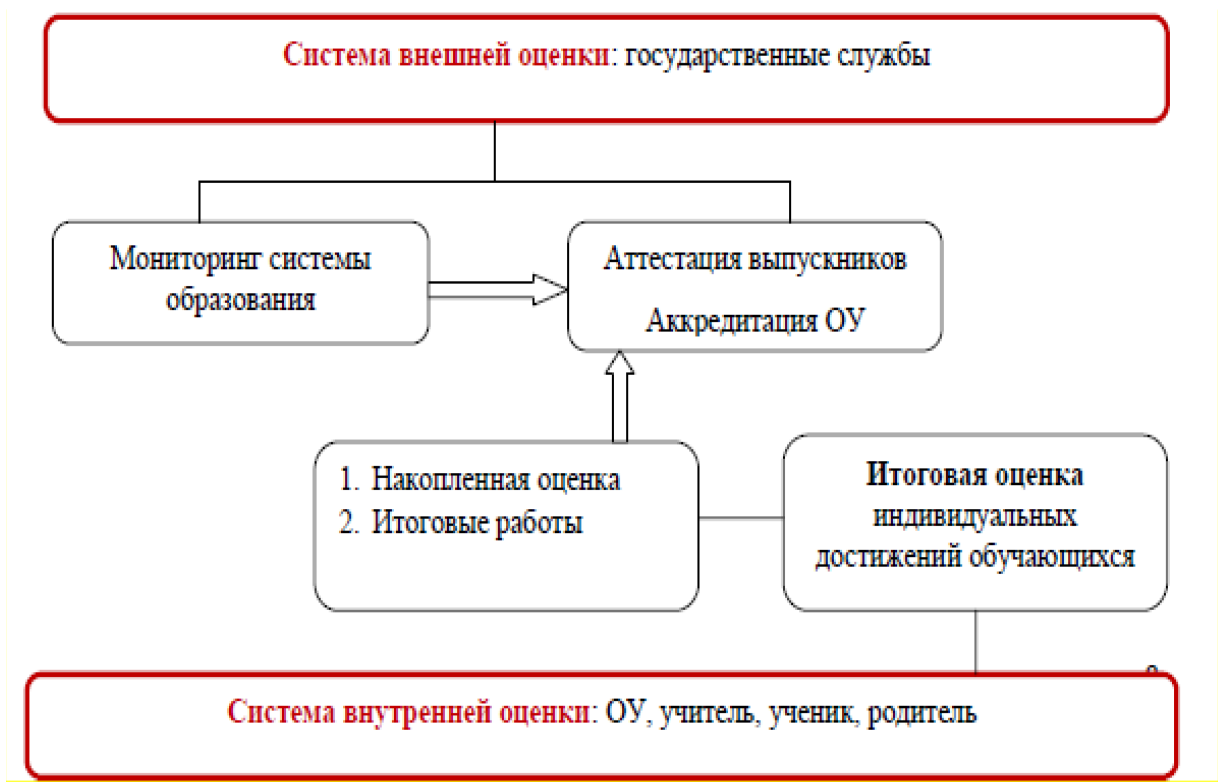 Система внешней оценки: государственные службы
Мониторинг системы
образования
Аттестация выпускников
Аккредитация ОУ
1. Накопленная оценка
2. Итоговые работы
Итоговая оценка
индивидуальных
достижений обучающихся
Система внутренней оценки: ОУ, учитель, ученик, родитель